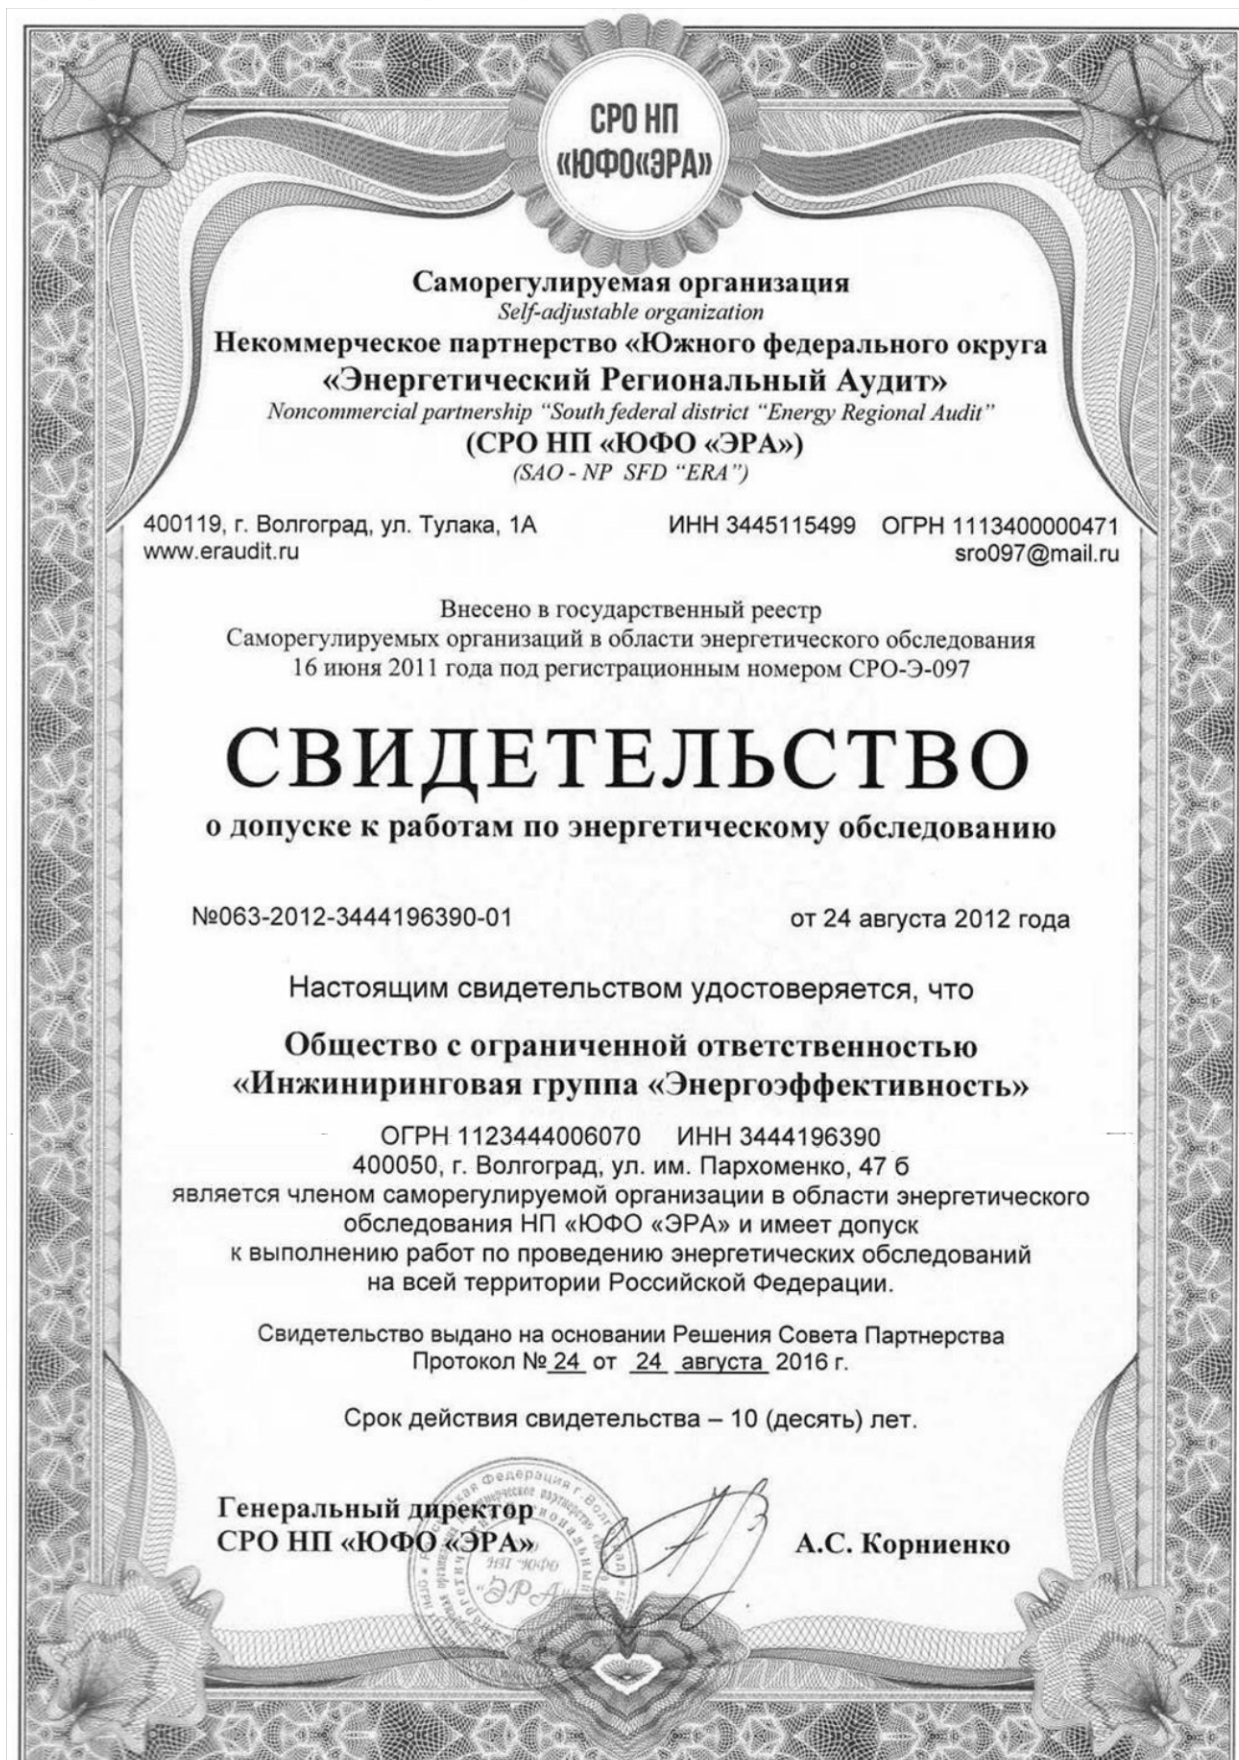 СРО НП
«ЮФО«ЭРА»
Саморегулируемая организация
Self-adjustable organization
Некоммерческое партнерство «Южного федерального округа
«Энергетический Региональный Аудит»
Noncommercial partnership “South federal district “Energy Regional Audit”
(СРО НП «ЮФО «ЭРА»)
(SAO - NP SFD “ERA”)
400119, г. Волгоград, ул. Тулака, 1А ИНН 3445115499 ОГРН 1113400000471
www.eraudit.ru sro097@mail.ru
Внесено в государственный реестр
Саморегулируемых организаций в области энергетического обследования
16 июня 2011 года под регистрационным номером СРО-Э-097
СВИДЕТЕЛЬСТВО
о допуске к работам по энергетическому обследованию
№063-2012-3444196390-01 от 24 августа 2012 года
Настоящим свидетельством удостоверяется, что
Общество с ограниченной ответственностью
«Инжиниринговая группа «Энергоэффективность»
ОГРН 1123444006070 ИНН 3444196390
400050, г. Волгоград, ул. им. Пархоменко, 47 б
является членом саморегулируемой организации в области энергетического
обследования НП «ЮФО «ЭРА» и имеет допуск
к выполнению работ по проведению энергетических обследований
на всей территории Российской Федерации.
Свидетельство выдано на основании Решения Совета Партнерства
Протокол № 24 от 24 августа 2016 г.
Срок действия свидетельства – 10 (десять) лет.
Генеральный директор
СРО НП «ЮФО «ЭРА» А.С. Корниенко
НП "ЮФО
"ЭРА"